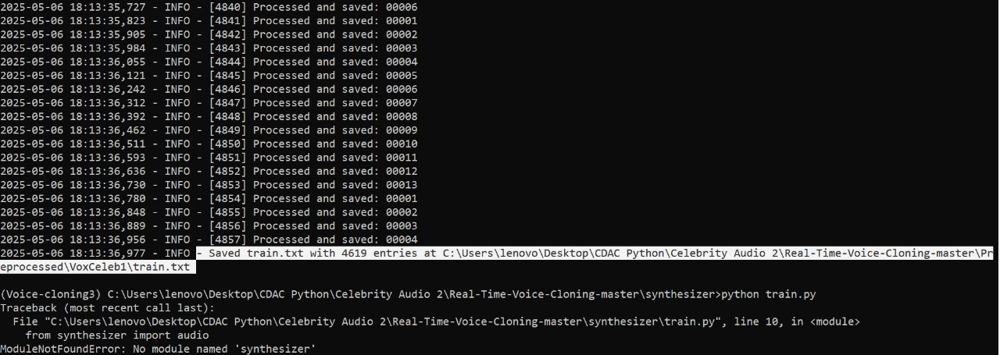 2025-05-06 18:13:35,727 - INFO - [4840] Processed and saved: 00006
2025-05-06 18:13:35,823 - INFO - [4841] Processed and saved: 00001
2025-05-06 18:13:35,905 - INFO - [4842] Processed and saved: 00002
2025-05-06 18:13:35,984 - INFO - [4843] Processed and saved: 00003
2025-05-06 18:13:36,055 - INFO - [4844] Processed and saved: 00004
2025-05-06 18:13:36,121 - INFO - [4845] Processed and saved: 00005
2025-05-06 18:13:36,242 - INFO - [4846] Processed and saved: 00006
2025-05-06 18:13:36,312 - INFO - [4847] Processed and saved: 00007
2025-05-06 18:13:36,392 - INFO - [4848] Processed and saved: 00008
2025-05-06 18:13:36,462 - INFO - [4849] Processed and saved: 00009
2025-05-06 18:13:36,511 - INFO - [4850] Processed and saved: 00010
2025-05-06 18:13:36,593 - INFO - [4851] Processed and saved: 00011
2025-05-06 18:13:36,636 - INFO - [4852] Processed and saved: 00012
2025-05-06 18:13:36,730 - INFO - [4853] Processed and saved: 00013
2025-05-06 18:13:36,780 - INFO - [4854] Processed and saved: 00001
2025-05-06 18:13:36,848 - INFO - [4855] Processed and saved: 00002
2025-05-06 18:13:36,889 - INFO - [4856] Processed and saved: 00003
2025-05-06 18:13:36,956 - INFO - [4857] Processed and saved: 00004
2025-05-06 18:13:36,977 - INFO - Saved train.txt with 4619 entries at C:\Users\lenovo\Desktop\CDAC Python\Celebrity Audio 2\Real-Time-Voice-Cloning-master\Pr
eprocessed\VoxCeleb1\train.txt
(Voice-cloning3) C:\Users\lenovo\Desktop\CDAC Python\Celebrity Audio 2\Real-Time-Voice-Cloning-master\synthesizer>python train.py
Traceback (most recent call last):
  File "C:\Users\lenovo\Desktop\CDAC Python\Celebrity Audio 2\Real-Time-Voice-Cloning-master\synthesizer\train.py", line 10, in <module>
    from synthesizer import audio
ModuleNotFoundError: No module named 'synthesizer'